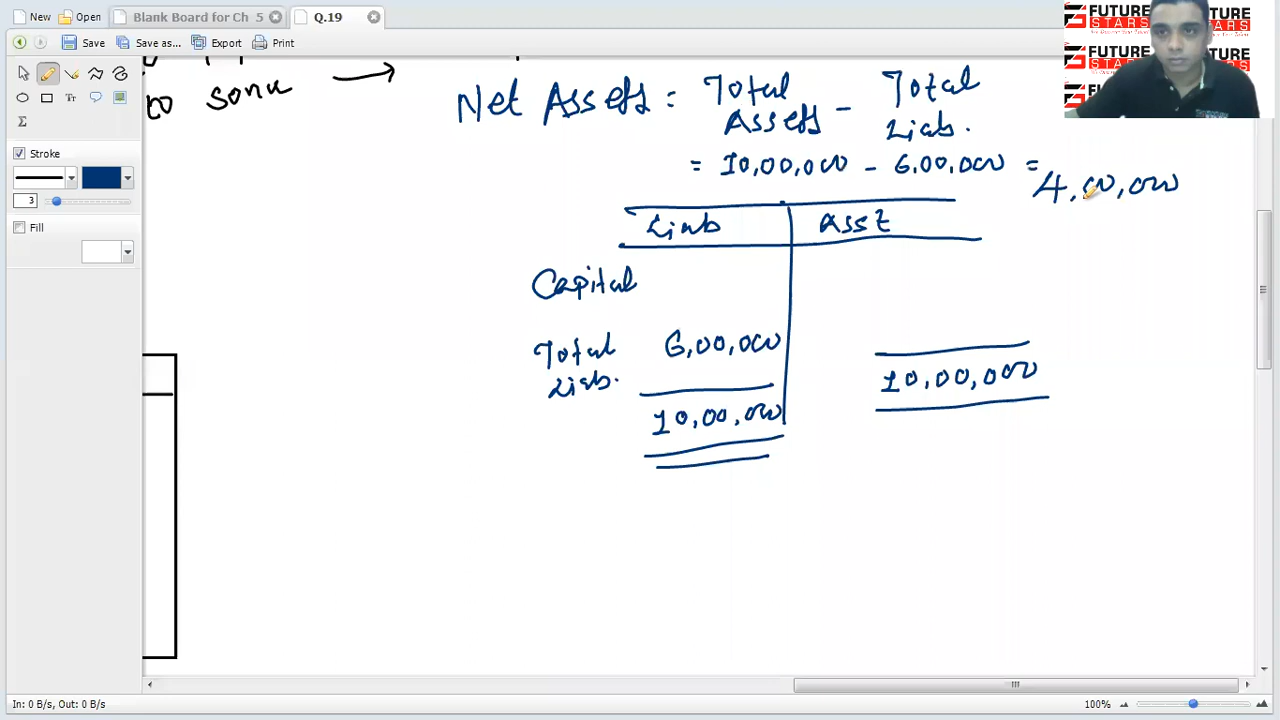 New Open Blank Board for Ch 5 Q.19
Save Save as... Export Print
FUTURE STARS
to sonu →
Net Assets = Total Assets - Total Liab.
= 10,00,000 - 6,00,000 = 4,00,000
Liab Asset
Capital
Total Liab. 6,00,000
10,00,000 10,00,000
Stroke
3
Fill
Tr
Σ
In: 0 B/s, Out: 0 B/s 100%